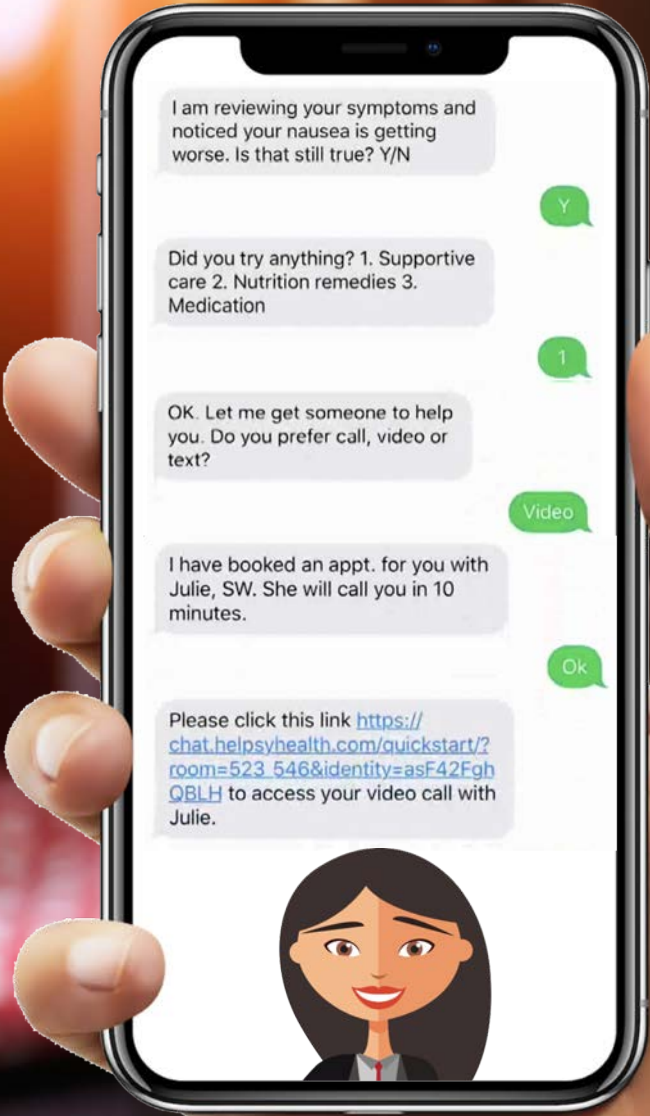 I am reviewing your symptoms and
noticed your nausea is getting
worse. Is that still true? Y/N
Y
Did you try anything? 1. Supportive
care 2. Nutrition remedies 3.
Medication
1
OK. Let me get someone to help
you. Do you prefer call, video or
text?
Video
I have booked an appt. for you with
Julie, SW. She will call you in 10
minutes.
Ok
Please click this link https://
chat.helpsyhealth.com/quickstart/?
room=523_546&identity=asF42Fgh
QBLH to access your video call with
Julie.